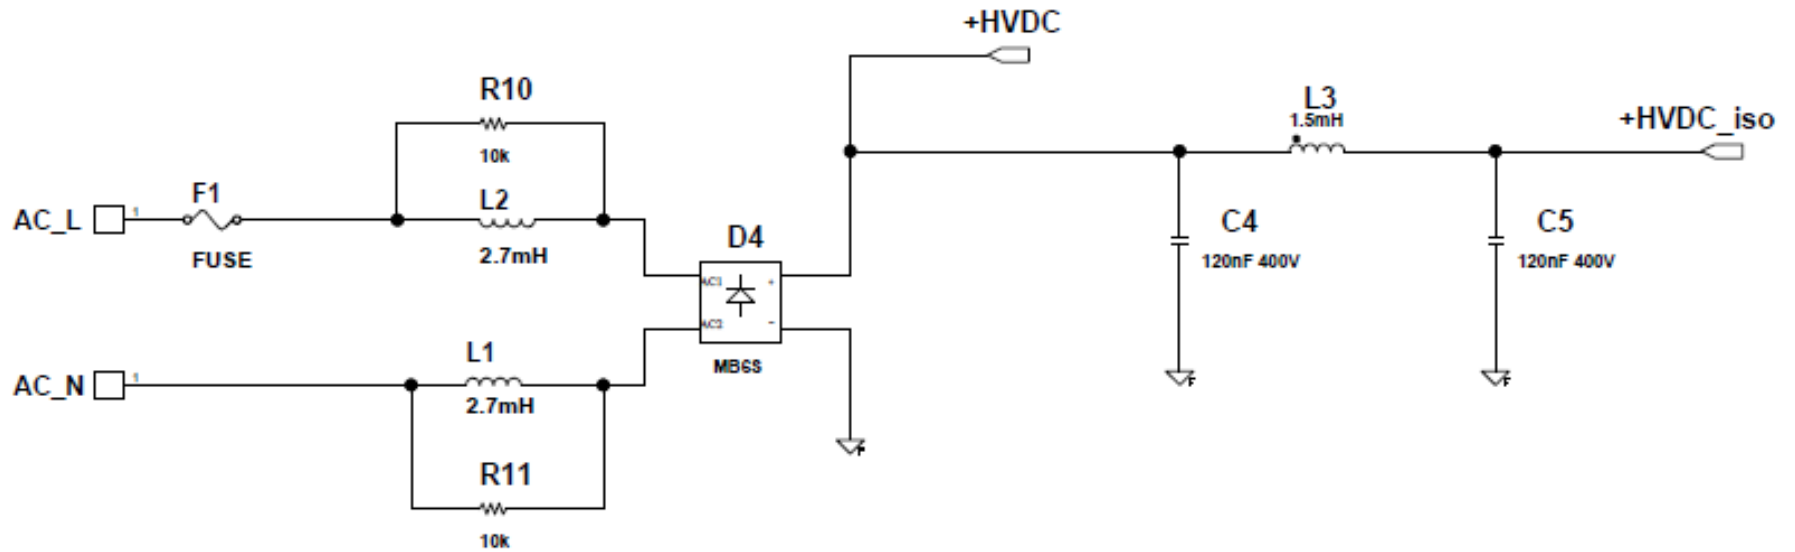 +HVDC
R10
10k
L3
1.5mH
+HVDC_iso
F1
L2
AC_L
1
FUSE
2.7mH
D4
C4
120nF 400V
C5
120nF 400V
AC1
+
AC2
-
MB6S
L1
AC_N
1
2.7mH
R11
10k
F
F
F